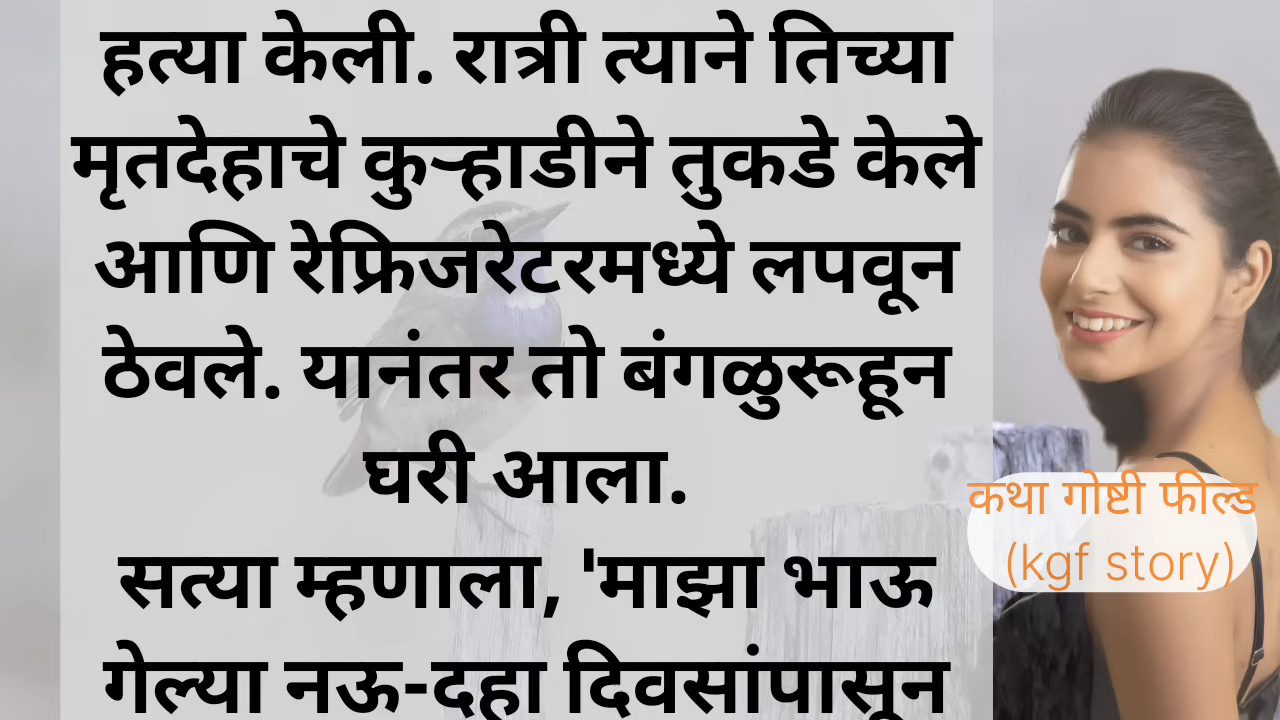 हत्या केली. रात्री त्याने तिच्या
मृतदेहाचे कुऱ्हाडीने तुकडे केले
आणि रेफ्रिजरेटरमध्ये लपवून
ठेवले. यानंतर तो बंगळुरूहून
घरी आला.
सत्या म्हणाला, 'माझा भाऊ
गेल्या नऊ-दहा दिवसांपासून
कथा गोष्टी फील्ड
(kgf story)